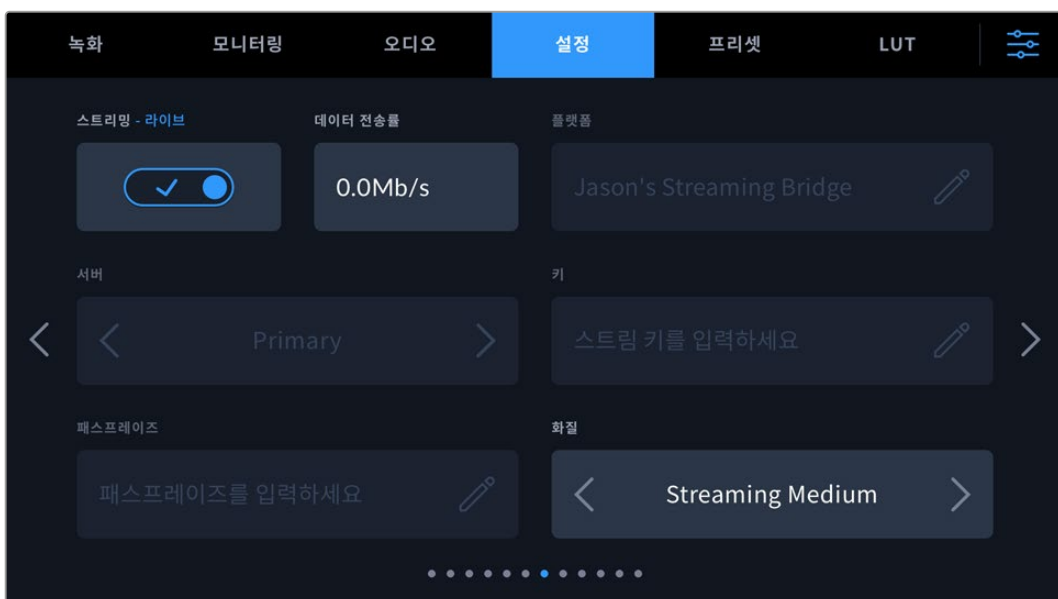 녹화 모니터링 오디오 설정 프리셋 LUT
스트리밍 - 라이브 데이터 전송률 플랫폼
0.0Mb/s Jason's Streaming Bridge
서버 키
Primary 스트림 키를 입력하세요
패스프레이즈 화질
패스프레이즈를 입력하세요 Streaming Medium